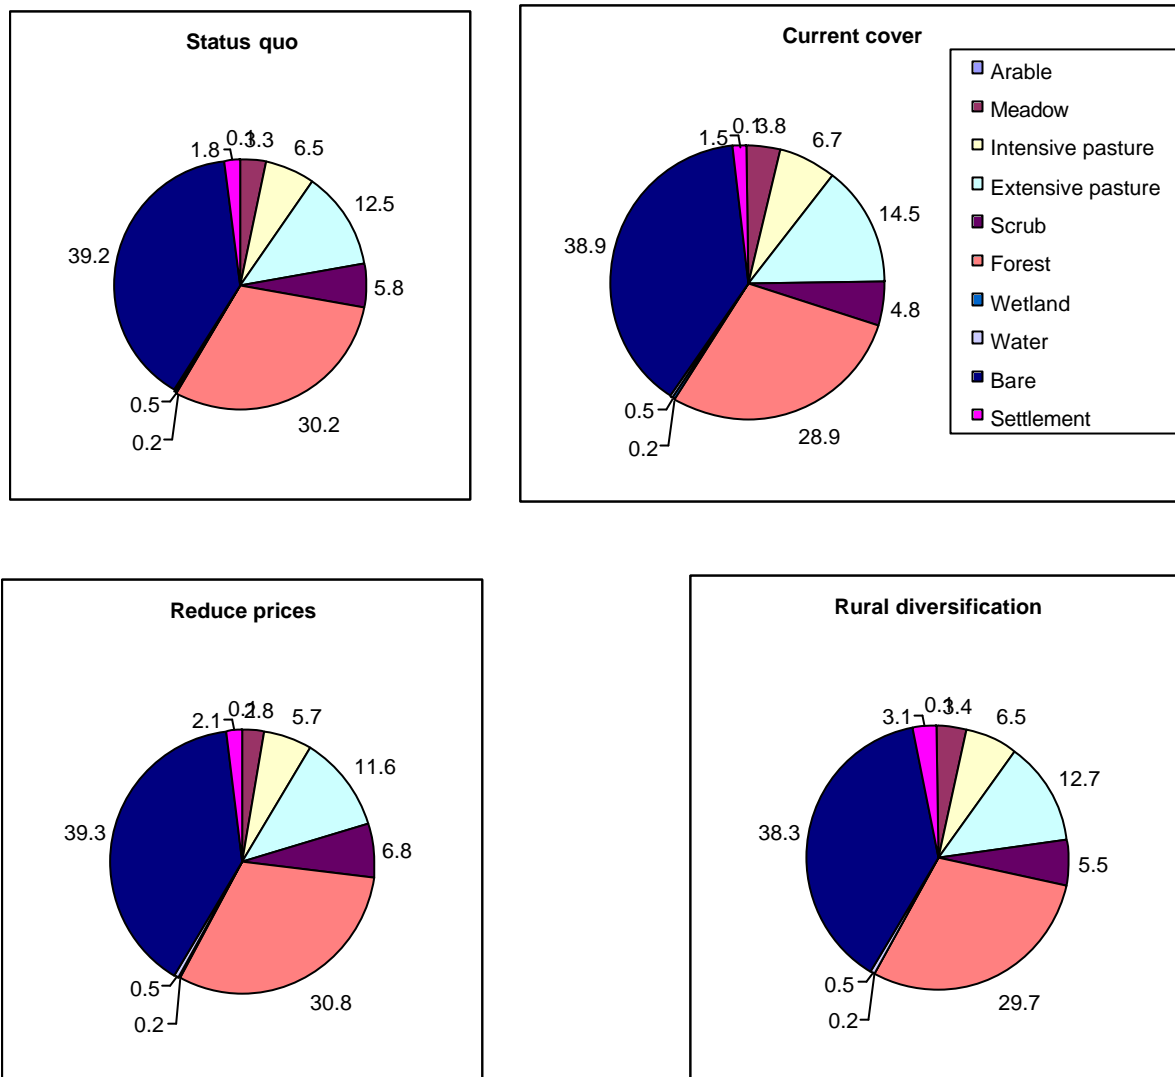 Status quo
0.1
3.3
6.5
12.5
5.8
30.2
0.2
0.5
39.2
1.8
Current cover
0.1
3.8
6.7
14.5
4.8
28.9
0.2
0.5
38.9
1.5
Arable
Meadow
Intensive pasture
Extensive pasture
Scrub
Forest
Wetland
Water
Bare
Settlement
Reduce prices
0.1
2.8
5.7
11.6
6.8
30.8
0.2
0.5
39.3
2.1
Rural diversification
0.1
3.4
6.5
12.7
5.5
29.7
0.2
0.5
38.3
3.1